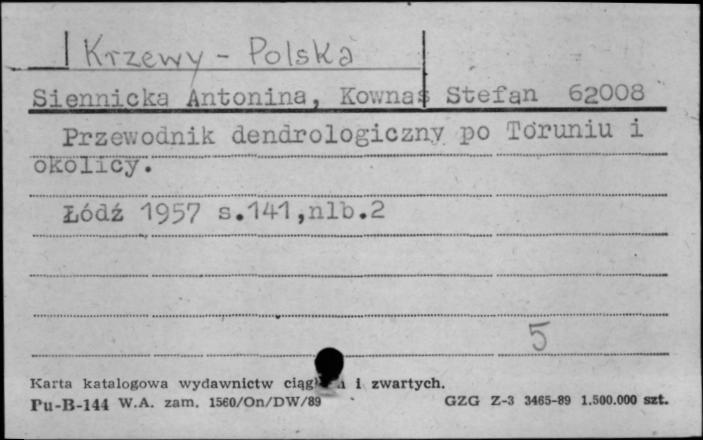 Krzewy - Polska
Siennicka Antonina, Kownas Stefan 62008
Przewodnik dendrologiczny po Toruniu i
okolicy.
Łódź 1957 s.141,nlb.2
5
Karta katalogowa wydawnictw i zwartych.
Pu-B-144 W.A. zam. 1560/On/DW/89 GZG Z-3 3465-89 1.500.000 szt.